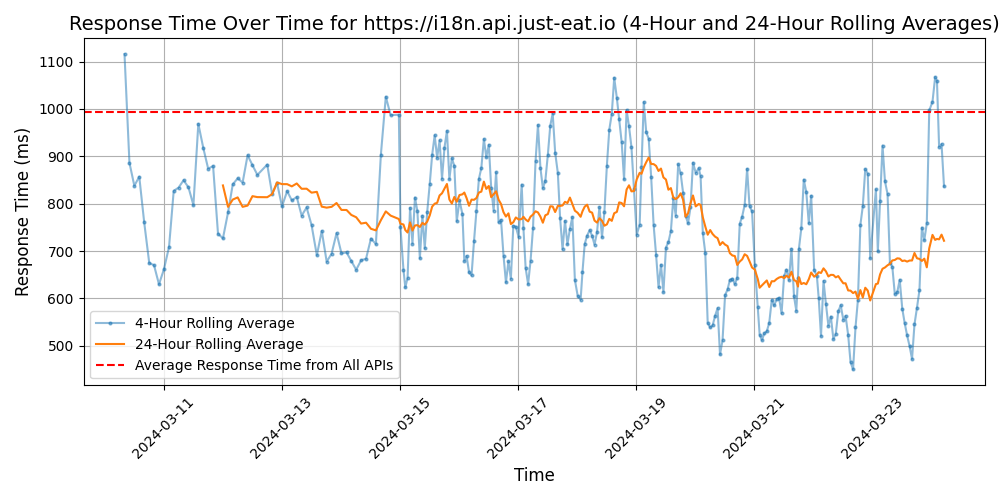 Response Time Over Time for https://i18n.api.just-eat.io (4-Hour and 24-Hour Rolling Averages)
Response Time (ms)
1100
1000
900
800
700
600
500
4-Hour Rolling Average
24-Hour Rolling Average
Average Response Time from All APIs
2024-03-11
2024-03-13
2024-03-15
2024-03-17
2024-03-19
2024-03-21
2024-03-23
Time